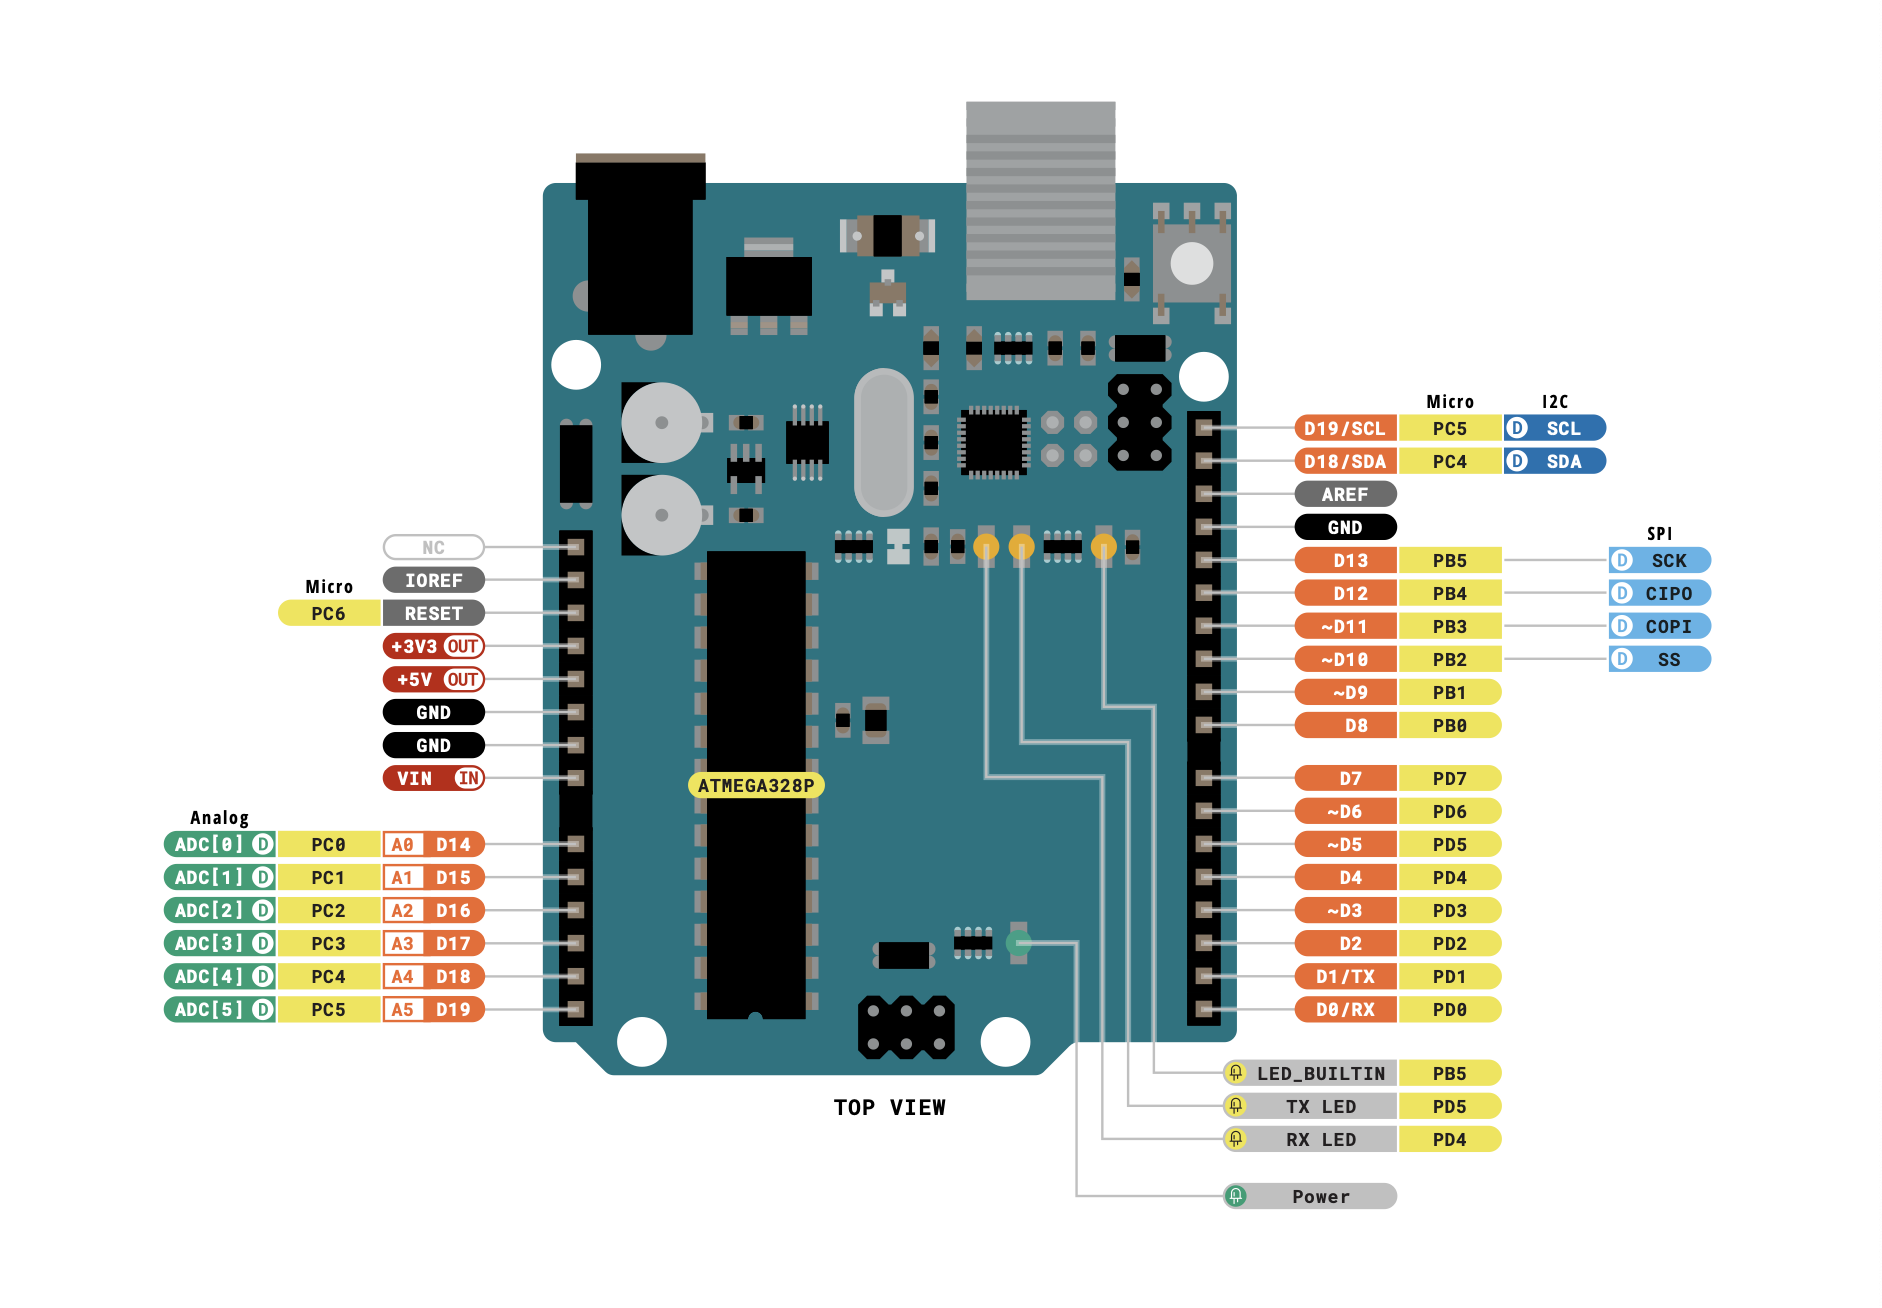 Micro I2C
D19/SCL PC5 D SCL
D18/SDA PC4 D SDA
AREF
GND
SPI
D13 PB5 D SCK
D12 PB4 D CIPO
~D11 PB3 D COPI
~D10 PB2 D SS
~D9 PB1
D8 PB0
D7 PD7
~D6 PD6
~D5 PD5
D4 PD4
~D3 PD3
D2 PD2
D1/TX PD1
D0/RX PD0
LED_BUILTIN PB5
TX LED PD5
RX LED PD4
Power
NC
IOREF
Micro
PC6 RESET
+3V3 OUT
+5V OUT
GND
GND
VIN IN
Analog
ADC[0] D PC0 A0 D14
ADC[1] D PC1 A1 D15
ADC[2] D PC2 A2 D16
ADC[3] D PC3 A3 D17
ADC[4] D PC4 A4 D18
ADC[5] D PC5 A5 D19
ATMEGA328P
TOP VIEW